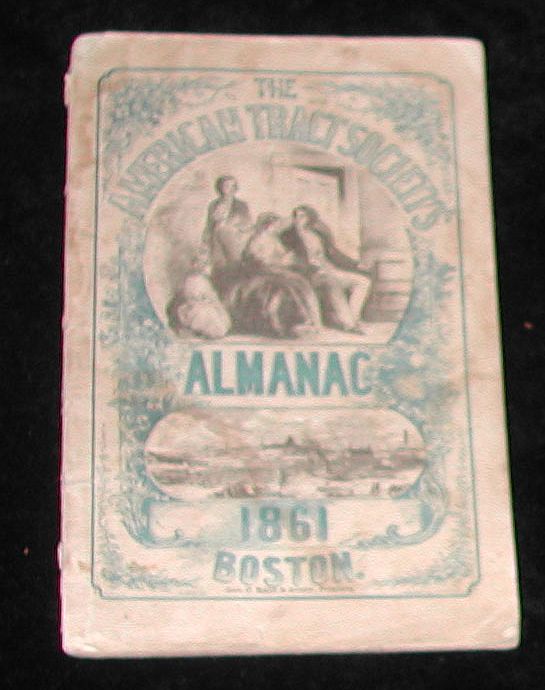 THE
AMERICAN TRACT SOCIETY'S
ALMANAC
1861
BOSTON.